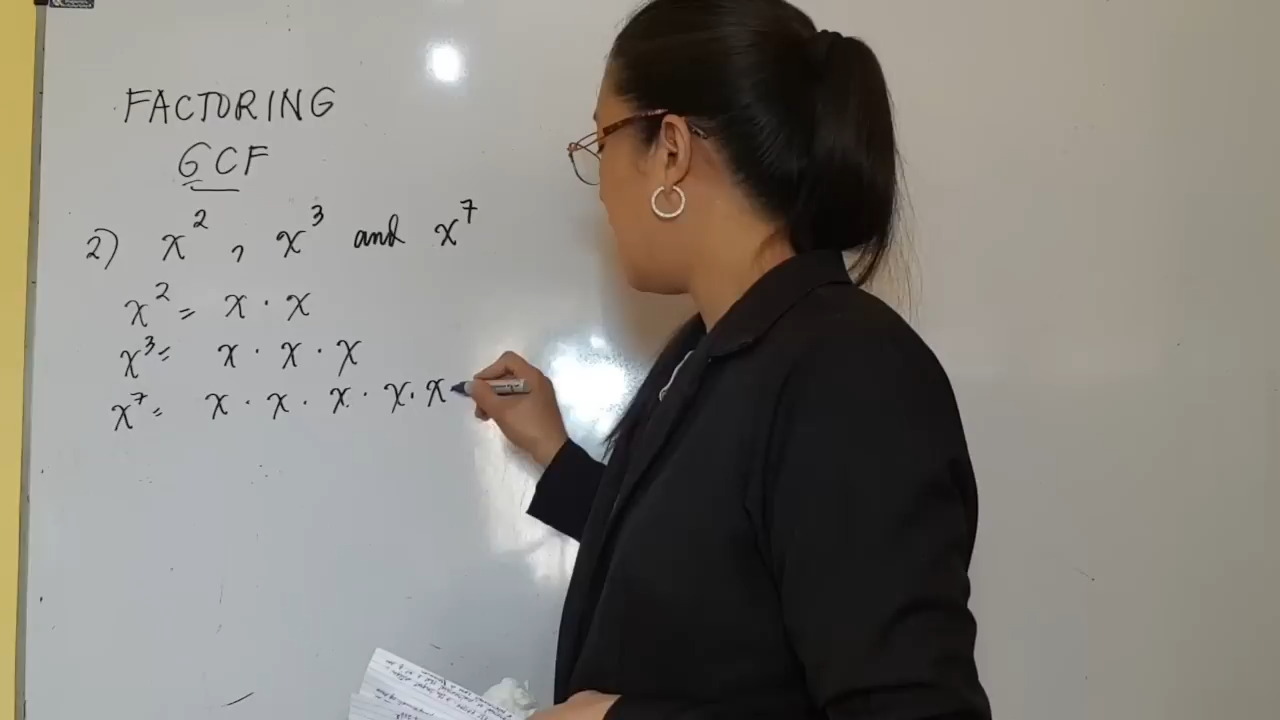 FACTORING
GCF
2) x² , x³ and x⁷
x² = x · x
x³ = x · x · x
x⁷ = x · x · x · x · x